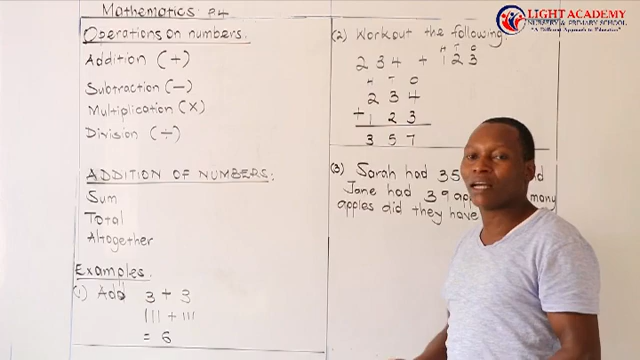 Mathematics P4
Operations on numbers.
Addition (+)
Subtraction (−)
Multiplication (×)
Division (÷)
ADDITION OF NUMBERS:
Sum
Total
Altogether
Examples.
(1) Add 3 + 3
||| + |||
= 6
(2) Workout the following:
H T O
234 + 123
H T O
2 3 4
+ 1 2 3
3 5 7
(3) Sarah had 35
Jane had 39 many
apples did they have
LIGHT ACADEMY
NURSERY & PRIMARY SCHOOL
"A Different Approach to Education"